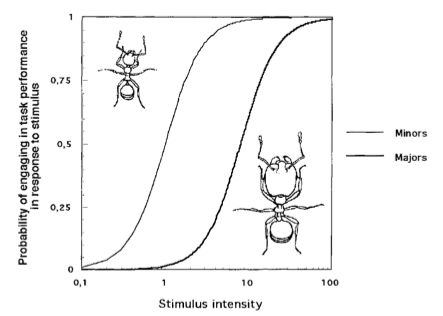 Probability of engaging in task performance
in response to stimulus
1
0,75
0,5
0,25
0
0,1
1
10
100
Stimulus intensity
Minors
Majors